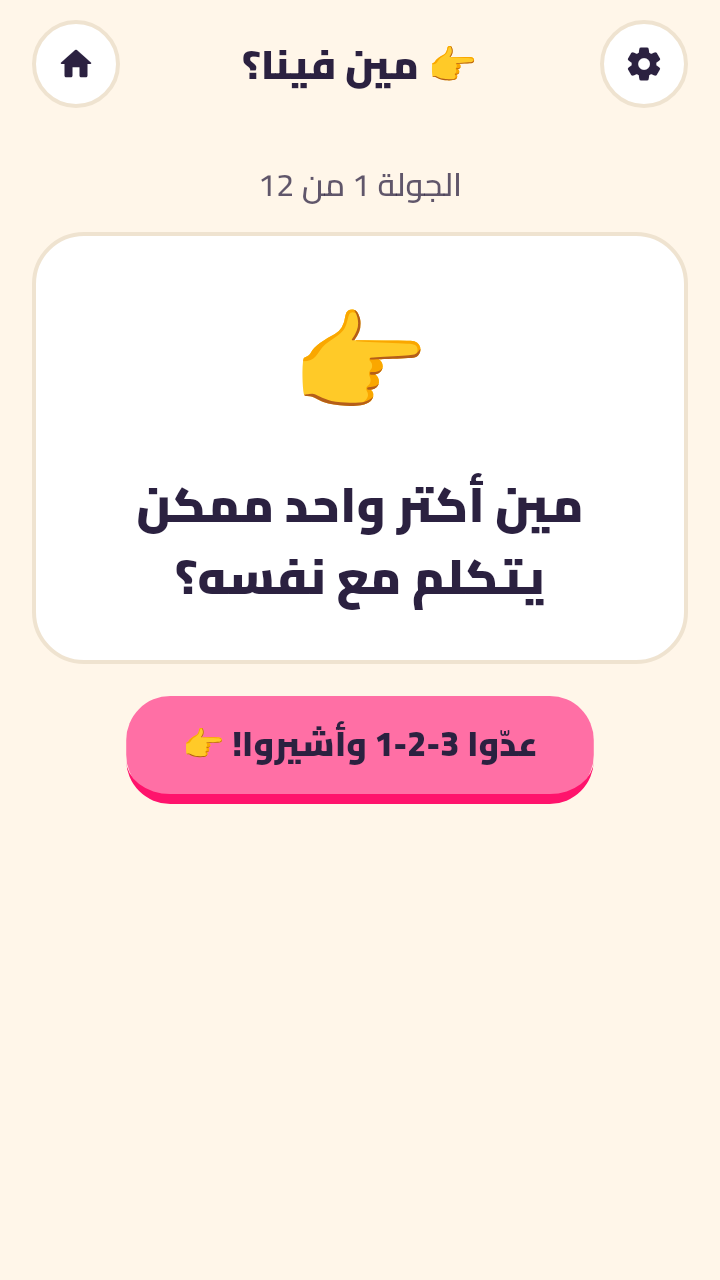 👉 مين فينا؟
الجولة 1 من 12
👉
مين أكتر واحد ممكن
يتكلم مع نفسه؟
عدّوا 3-2-1 وأشيروا! 👉